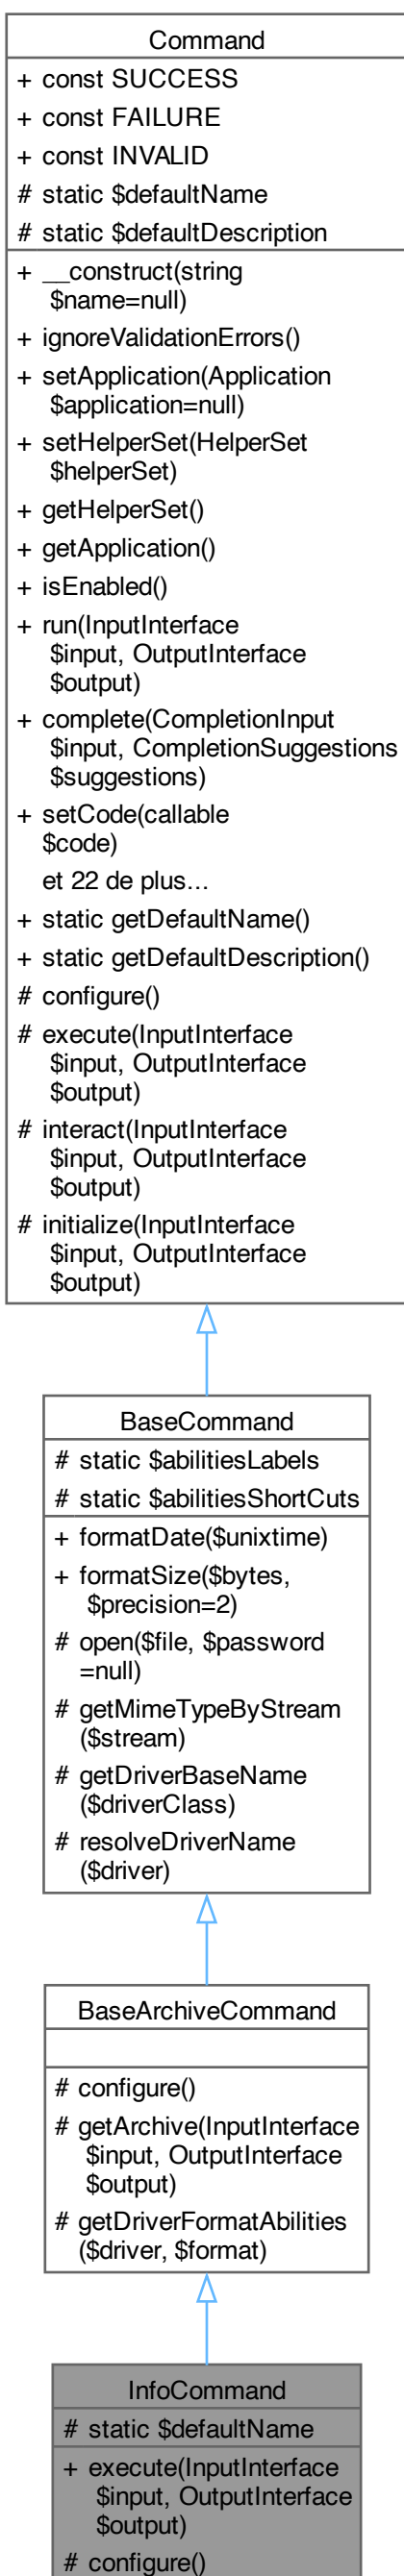 Command
+ const SUCCESS
+ const FAILURE
+ const INVALID
# static $defaultName
# static $defaultDescription
+ __construct(string
$name=null)
+ ignoreValidationErrors()
+ setApplication(Application
$application=null)
+ setHelperSet(HelperSet
$helperSet)
+ getHelperSet()
+ getApplication()
+ isEnabled()
+ run(InputInterface
$input, OutputInterface
$output)
+ complete(CompletionInput
$input, CompletionSuggestions
$suggestions)
+ setCode(callable
$code)
et 22 de plus...
+ static getDefaultName()
+ static getDefaultDescription()
# configure()
# execute(InputInterface
$input, OutputInterface
$output)
# interact(InputInterface
$input, OutputInterface
$output)
# initialize(InputInterface
$input, OutputInterface
$output)
BaseCommand
# static $abilitiesLabels
# static $abilitiesShortCuts
+ formatDate($unixtime)
+ formatSize($bytes,
$precision=2)
# open($file, $password
=null)
# getMimeTypeByStream
($stream)
# getDriverBaseName
($driverClass)
# resolveDriverName
($driver)
BaseArchiveCommand
# configure()
# getArchive(InputInterface
$input, OutputInterface
$output)
# getDriverFormatAbilities
($driver, $format)
InfoCommand
# static $defaultName
+ execute(InputInterface
$input, OutputInterface
$output)
# configure()